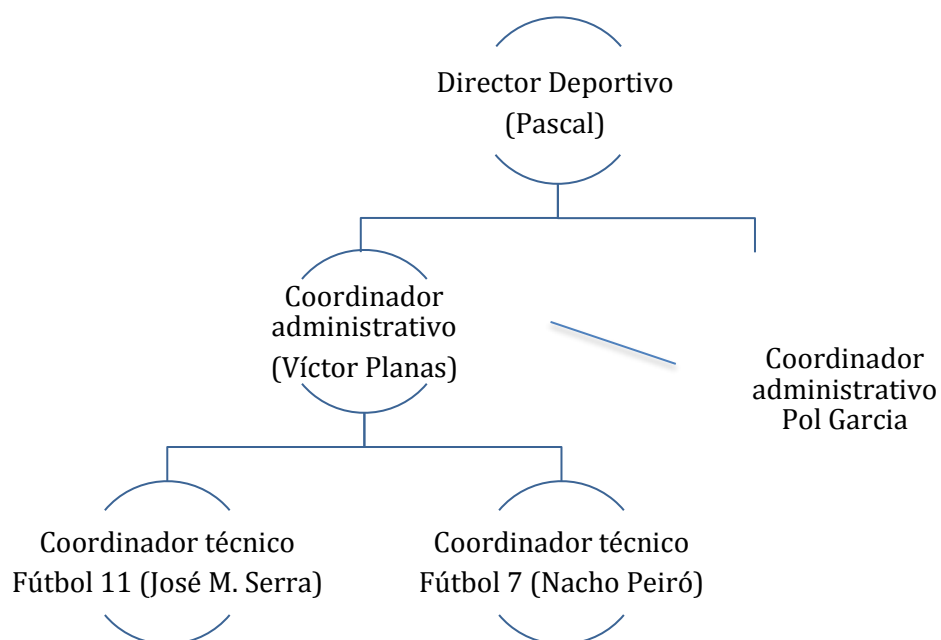 Director Deportivo
(Pascal)
Coordinador
administrativo
(Víctor Planas)
Coordinador
administrativo
Pol Garcia
Coordinador técnico
Fútbol 11 (José M. Serra)
Coordinador técnico
Fútbol 7 (Nacho Peiró)